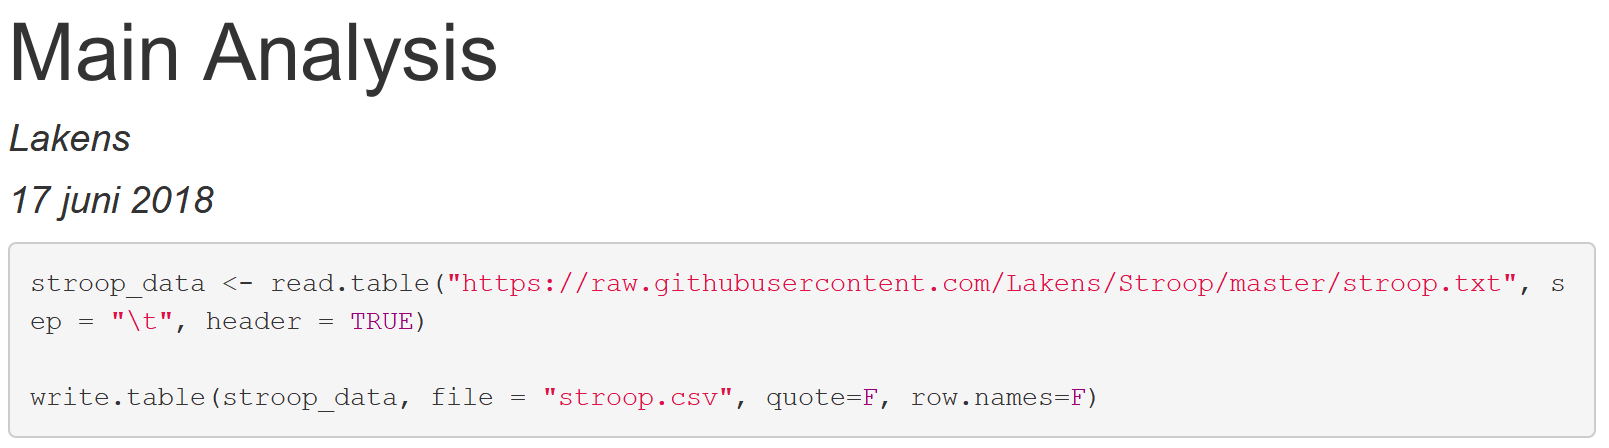 Main Analysis
Lakens
17 juni 2018
stroop_data <- read.table("https://raw.githubusercontent.com/Lakens/Stroop/master/stroop.txt", s
ep = "\t", header = TRUE)
write.table(stroop_data, file = "stroop.csv", quote=F, row.names=F)